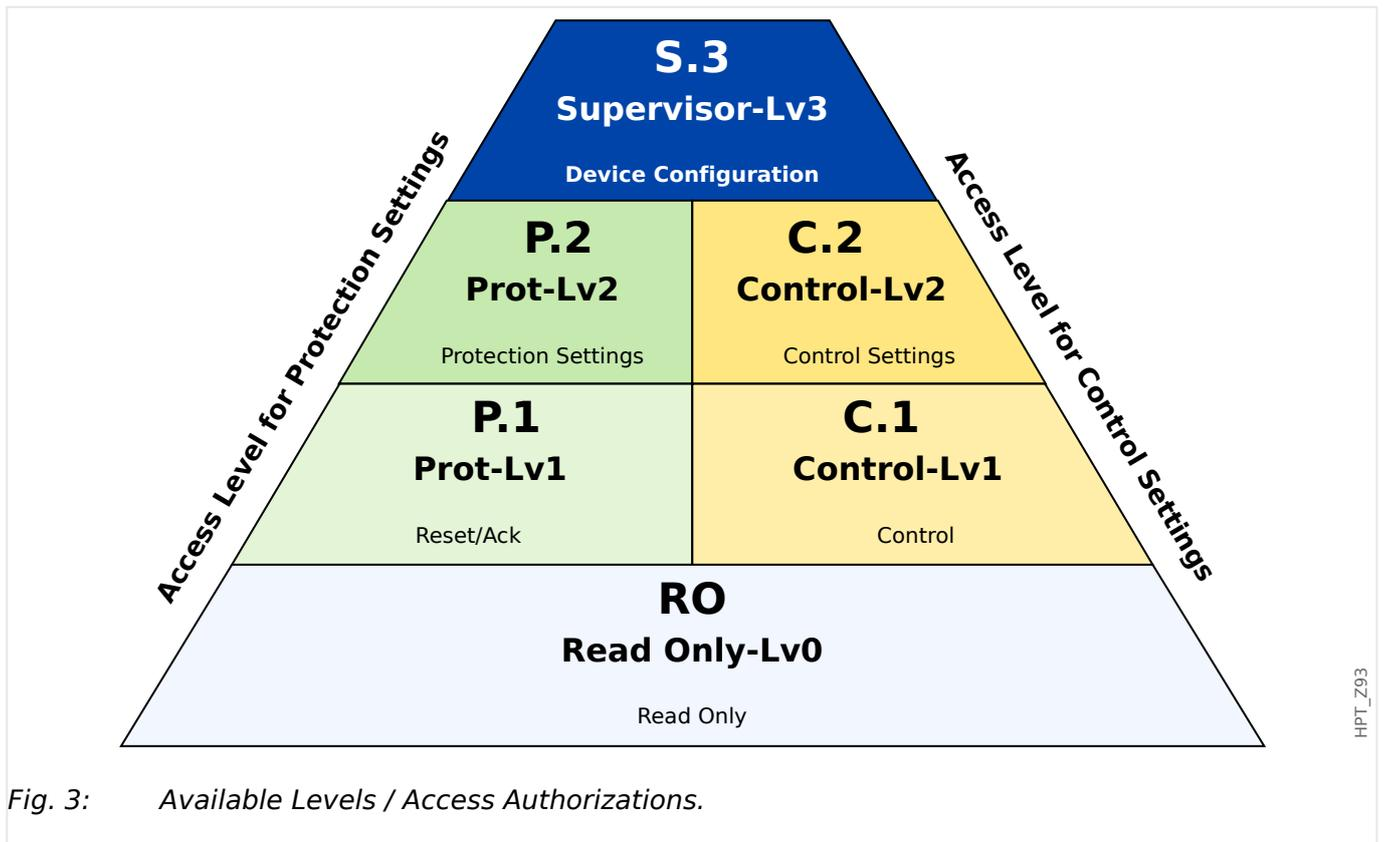 S.3
Supervisor-Lv3
Device Configuration
Access Level for Protection Settings
Access Level for Control Settings
P.2
Prot-Lv2
Protection Settings
C.2
Control-Lv2
Control Settings
P.1
Prot-Lv1
Reset/Ack
C.1
Control-Lv1
Control
RO
Read Only-Lv0
Read Only
HPT_Z93
Fig. 3: Available Levels / Access Authorizations.